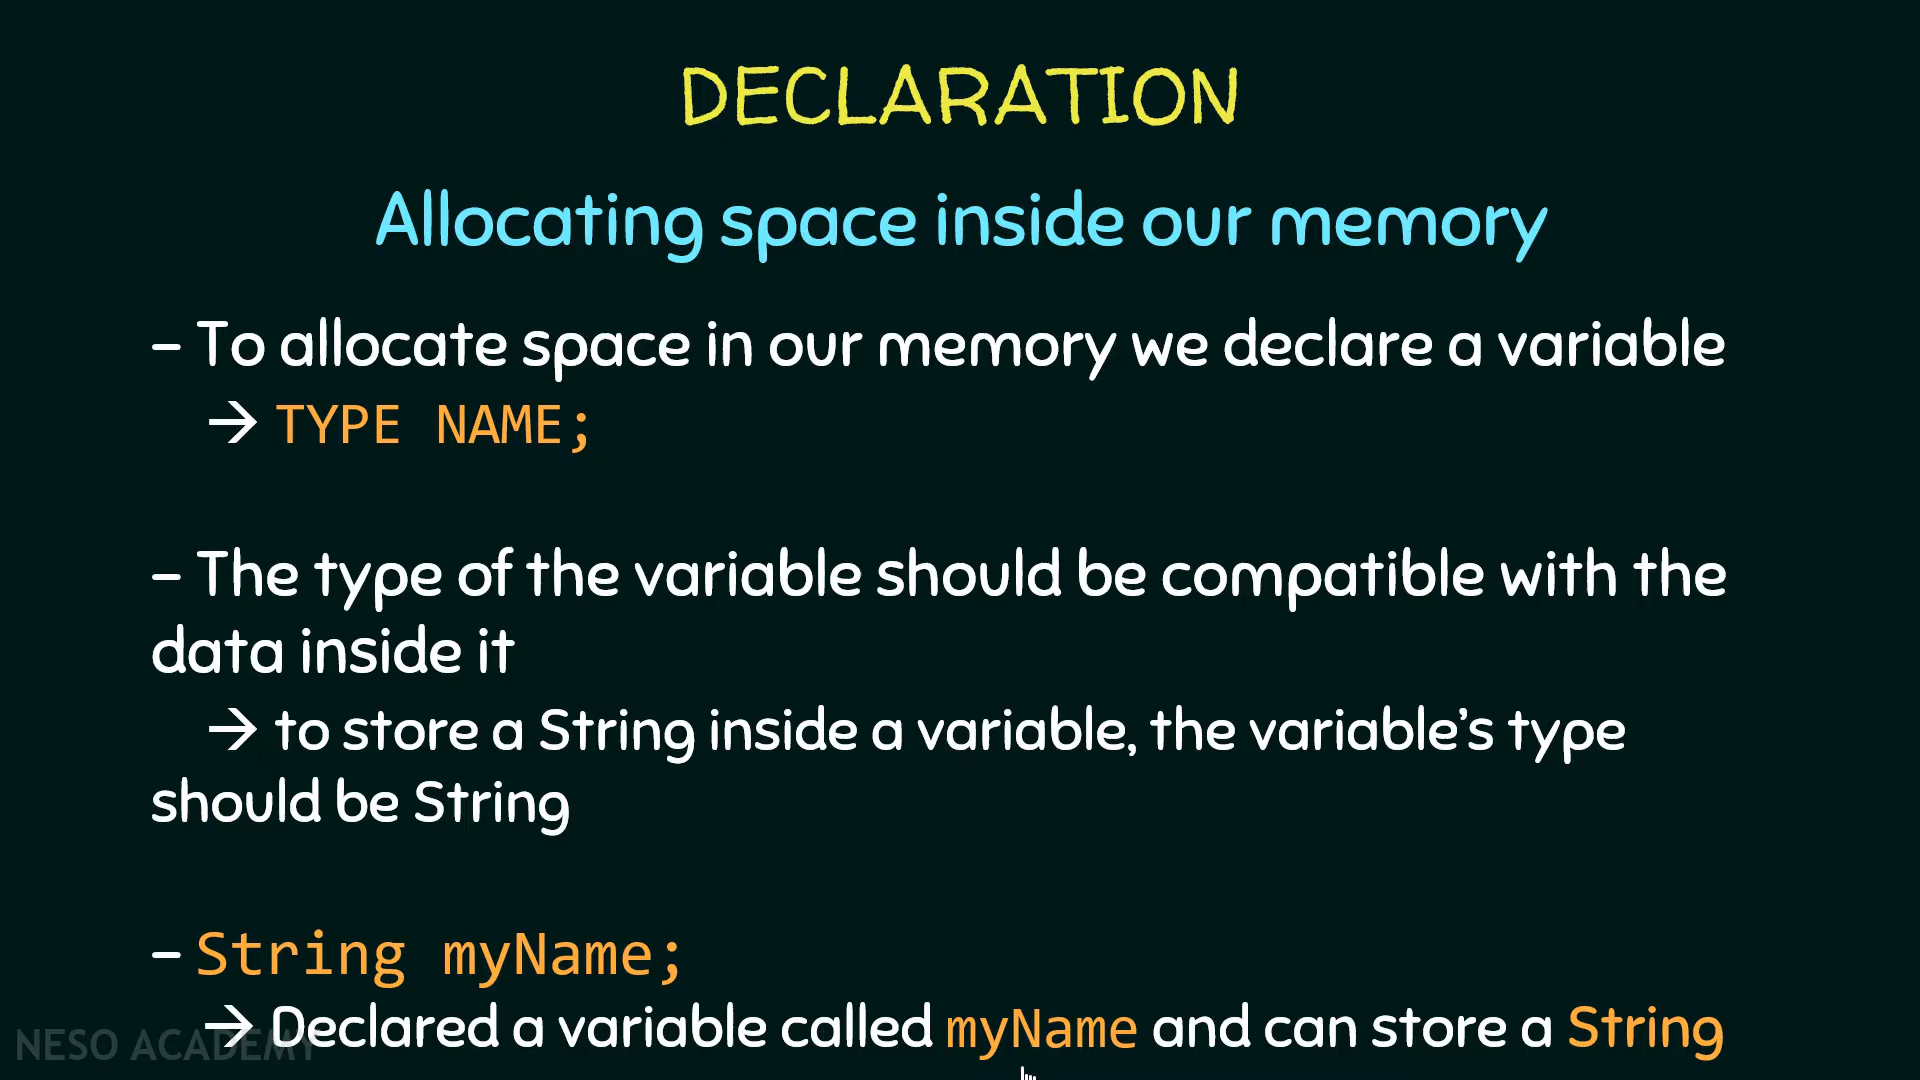 DECLARATION
Allocating space inside our memory
– To allocate space in our memory we declare a variable
→ TYPE NAME;
– The type of the variable should be compatible with the
data inside it
→ to store a String inside a variable, the variable’s type
should be String
– String myName;
→ Declared a variable called myName and can store a String
NESO ACADEMY